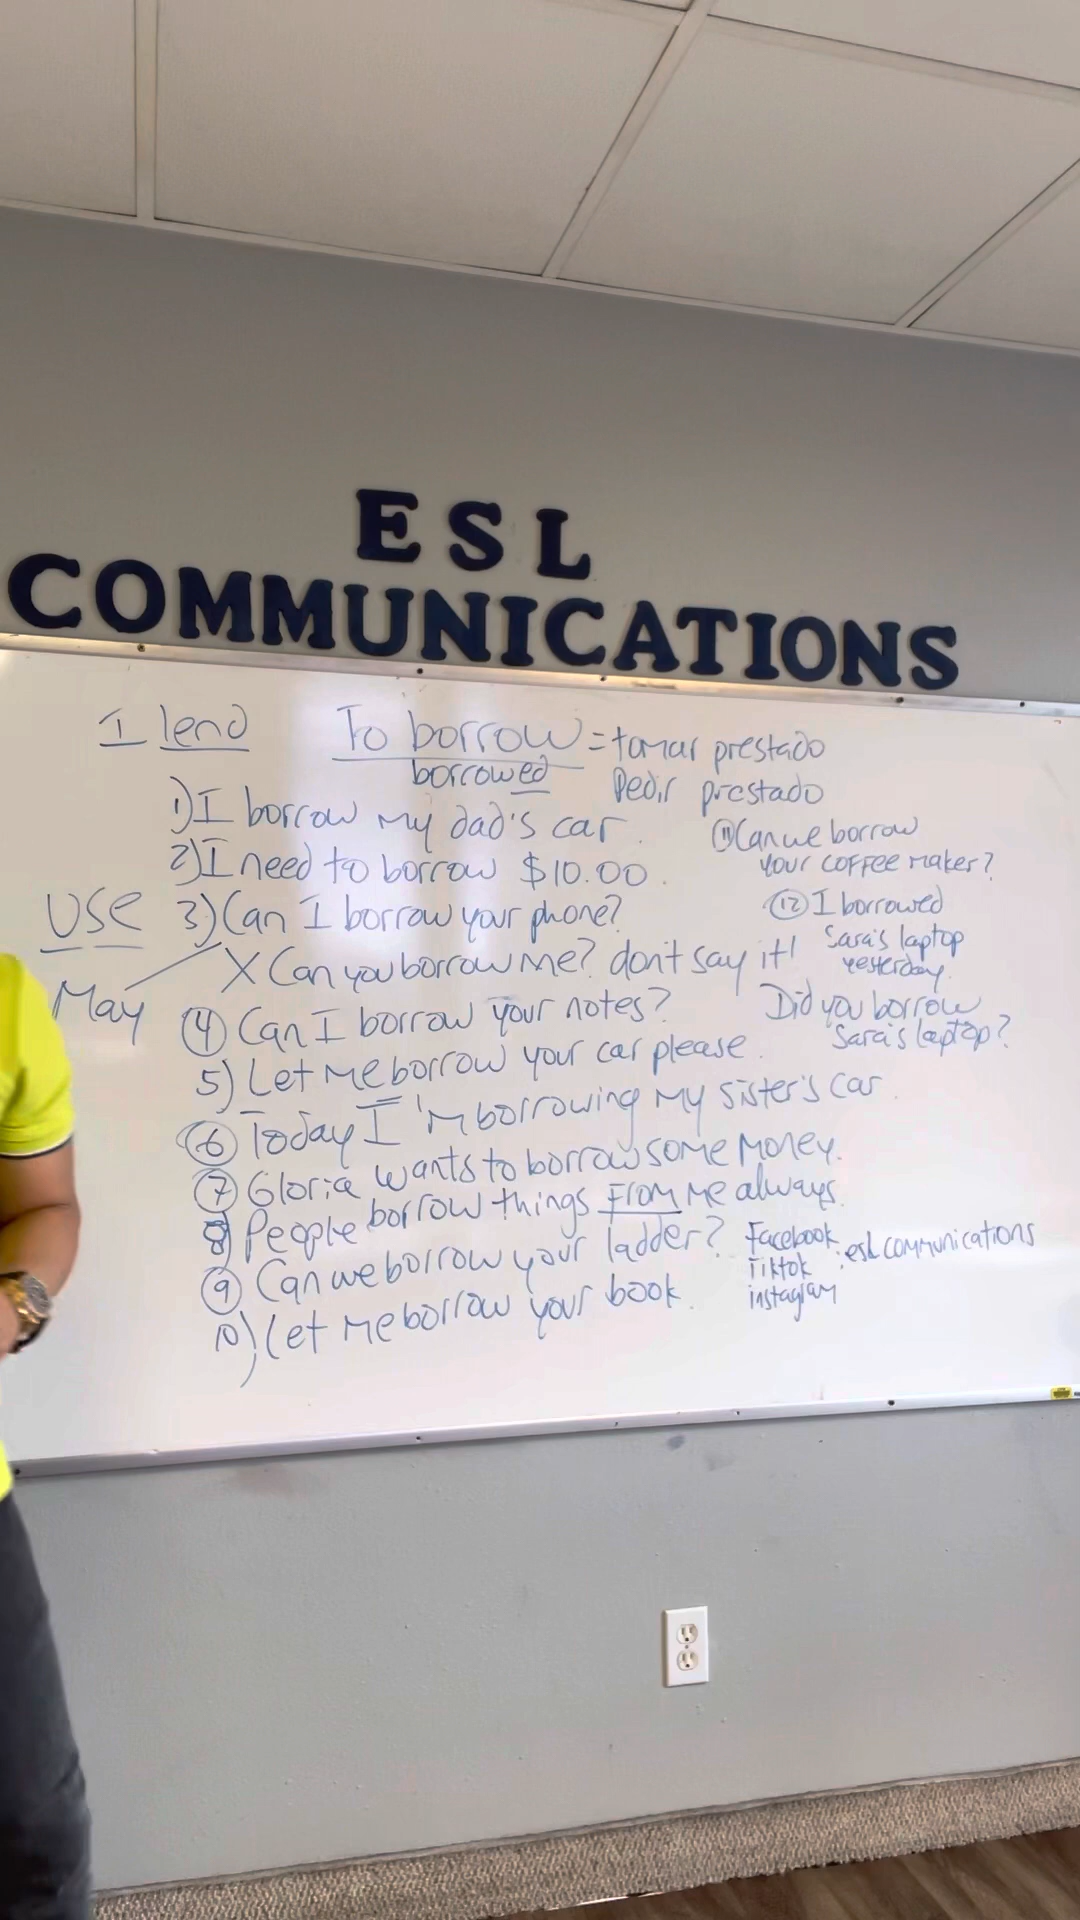 ESL
COMMUNICATIONS
I lend
To borrow = tomar prestado
borrowed
Pedir prestado
1) I borrow my dad's car.
2) I need to borrow $10.00.
USE
3) Can I borrow your phone?
May
X Can you borrow me? don't say it!
4 Can I borrow your notes?
5) Let me borrow your car please.
6 Today I'm borrowing my sister's car
7 Gloria wants to borrow some money.
8) People borrow things from me always.
9 Can we borrow your ladder?
10) Let me borrow your book.
11 Can we borrow
your coffee maker?
12 I borrowed
Sara's laptop
yesterday.
Did you borrow
Sara's laptop?
Facebook
Tiktok : esl communications
instagram